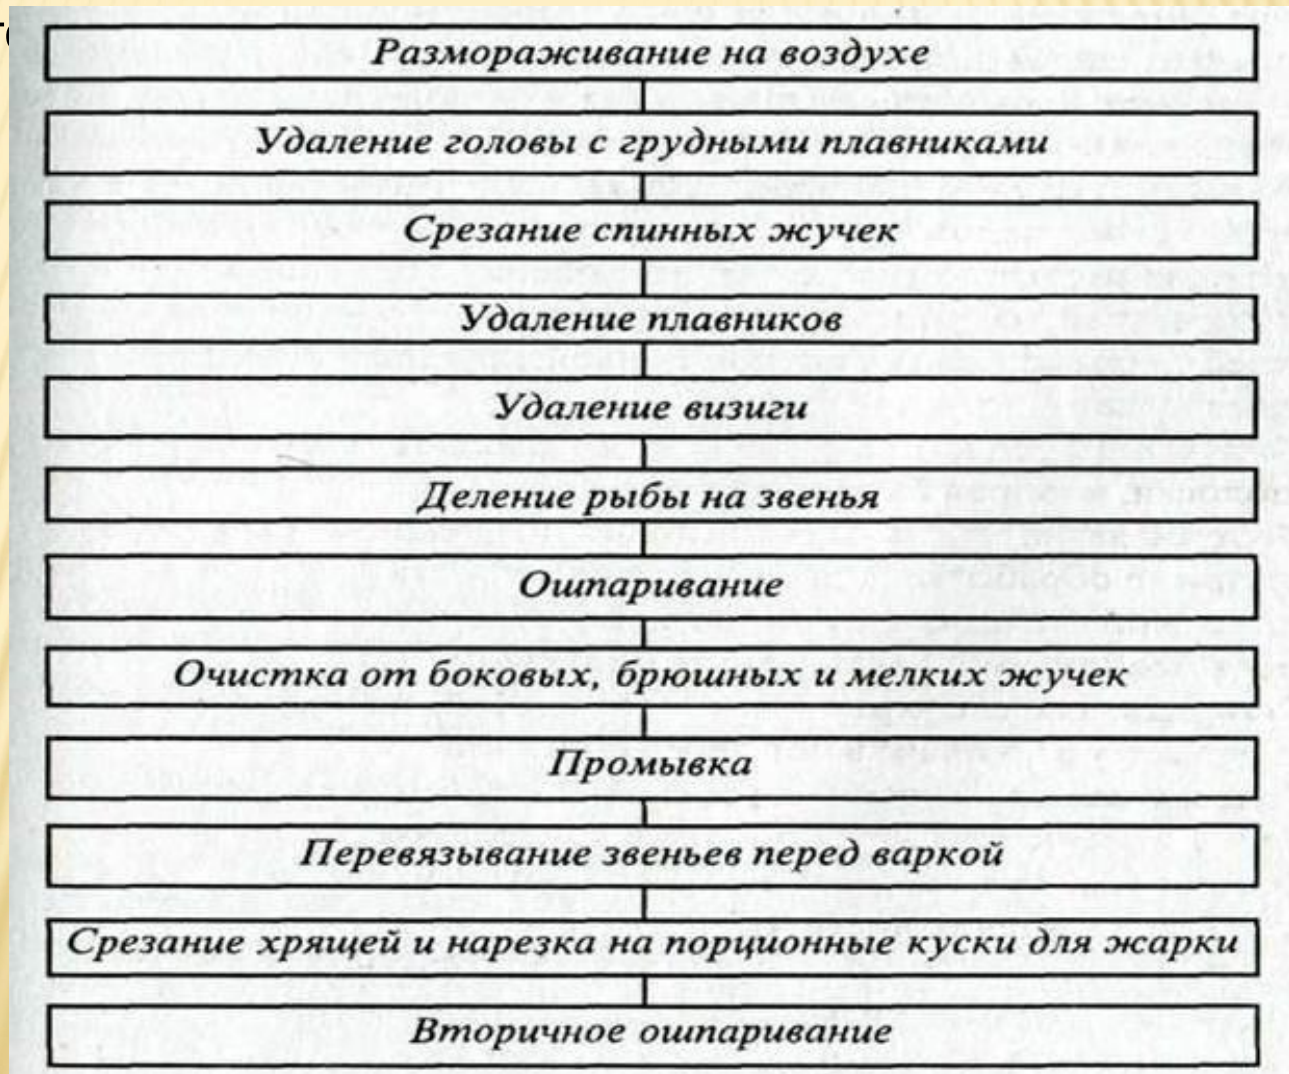 Размораживание на воздухе
Удаление головы с грудными плавниками
Срезание спинных жучек
Удаление плавников
Удаление визиги
Деление рыбы на звенья
Ошпаривание
Очистка от боковых, брюшных и мелких жучек
Промывка
Перевязывание звеньев перед варкой
Срезание хрящей и нарезка на порционные куски для жарки
Вторичное ошпаривание